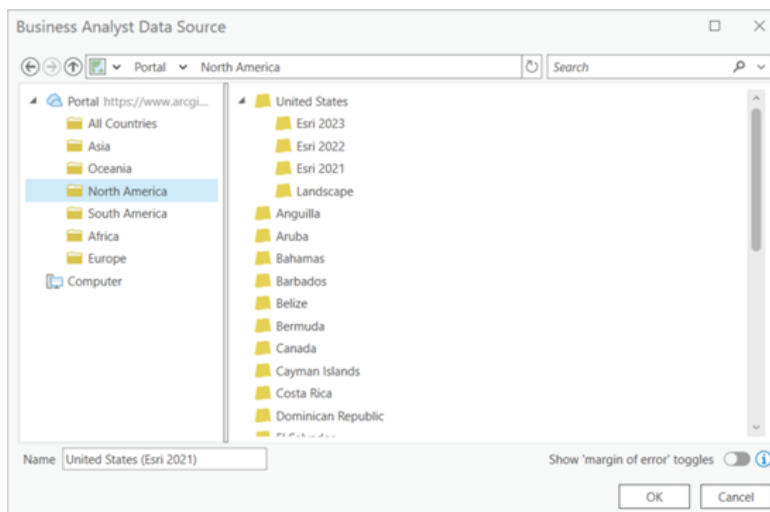 Business Analyst Data Source
Portal North America
Search
Portal https://www.arcgi...
All Countries
Asia
Oceania
North America
South America
Africa
Europe
Computer
United States
Esri 2023
Esri 2022
Esri 2021
Landscape
Anguilla
Aruba
Bahamas
Barbados
Belize
Bermuda
Canada
Cayman Islands
Costa Rica
Dominican Republic
El Salvador
Name United States (Esri 2021)
Show 'margin of error' toggles
OK Cancel